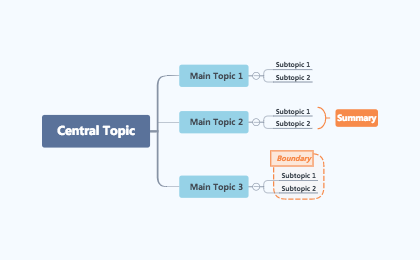 Central Topic
Main Topic 1
Subtopic 1
Subtopic 2
Main Topic 2
Subtopic 1
Subtopic 2
Summary
Main Topic 3
Boundary
Subtopic 1
Subtopic 2